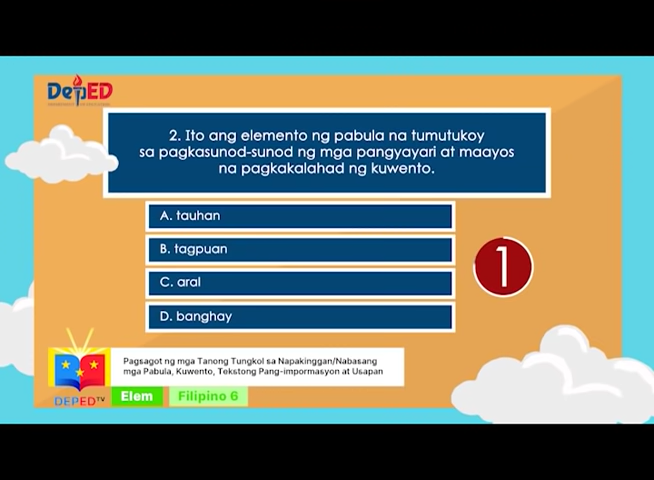 DepED
2. Ito ang elemento ng pabula na tumutukoy
sa pagkasunod-sunod ng mga pangyayari at maayos
na pagkakalahad ng kuwento.
A. tauhan
B. tagpuan
C. aral
D. banghay
1
Pagsagot ng mga Tanong Tungkol sa Napakinggan/Nabasang
mga Pabula, Kuwento, Tekstong Pang-impormasyon at Usapan
DEPED TV
Elem
Filipino 6